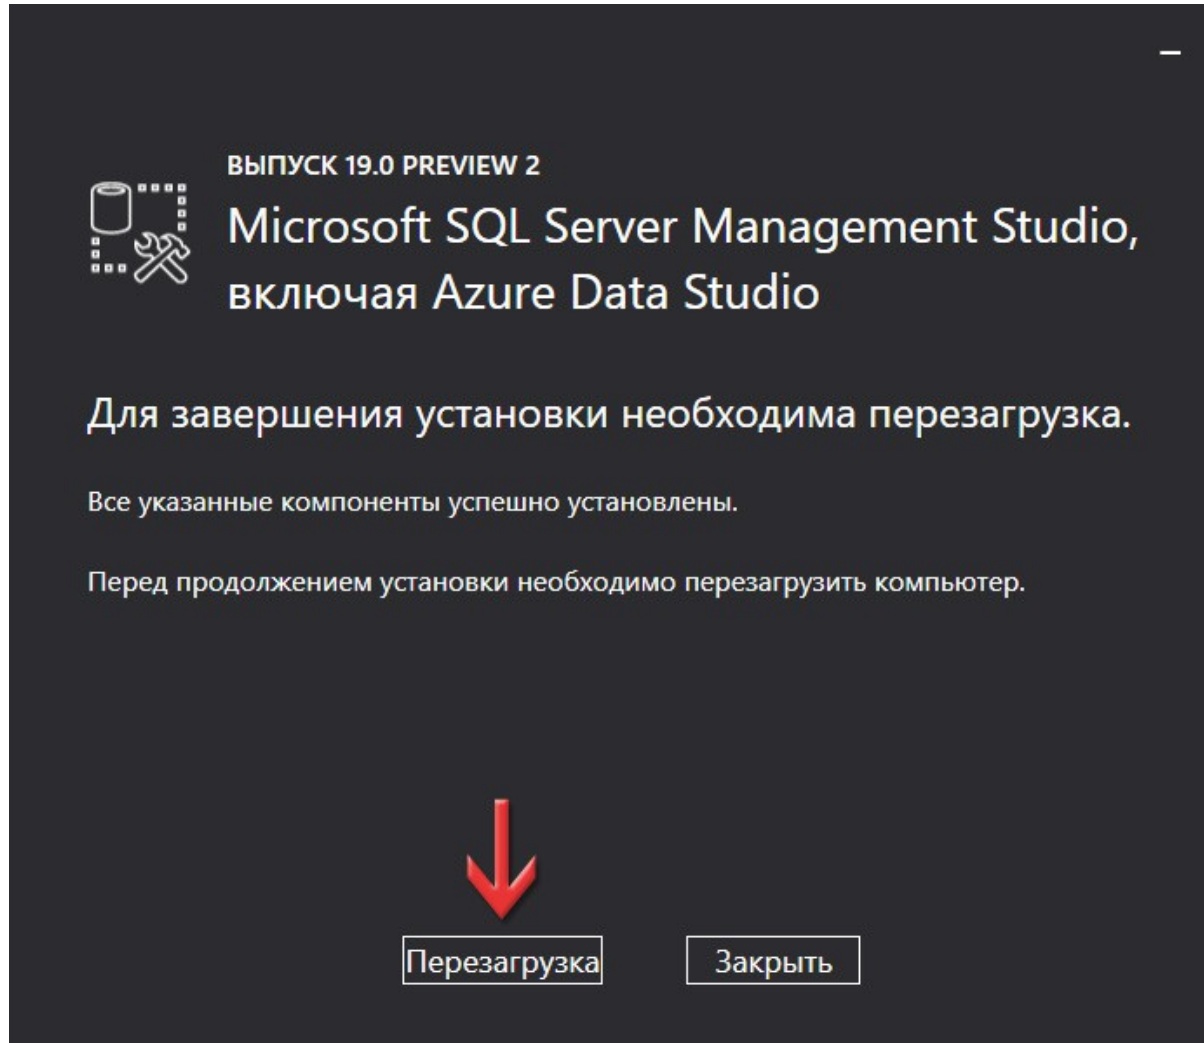 ВЫПУСК 19.0 PREVIEW 2
Microsoft SQL Server Management Studio,
включая Azure Data Studio
Для завершения установки необходима перезагрузка.
Все указанные компоненты успешно установлены.
Перед продолжением установки необходимо перезагрузить компьютер.
Перезагрузка
Закрыть